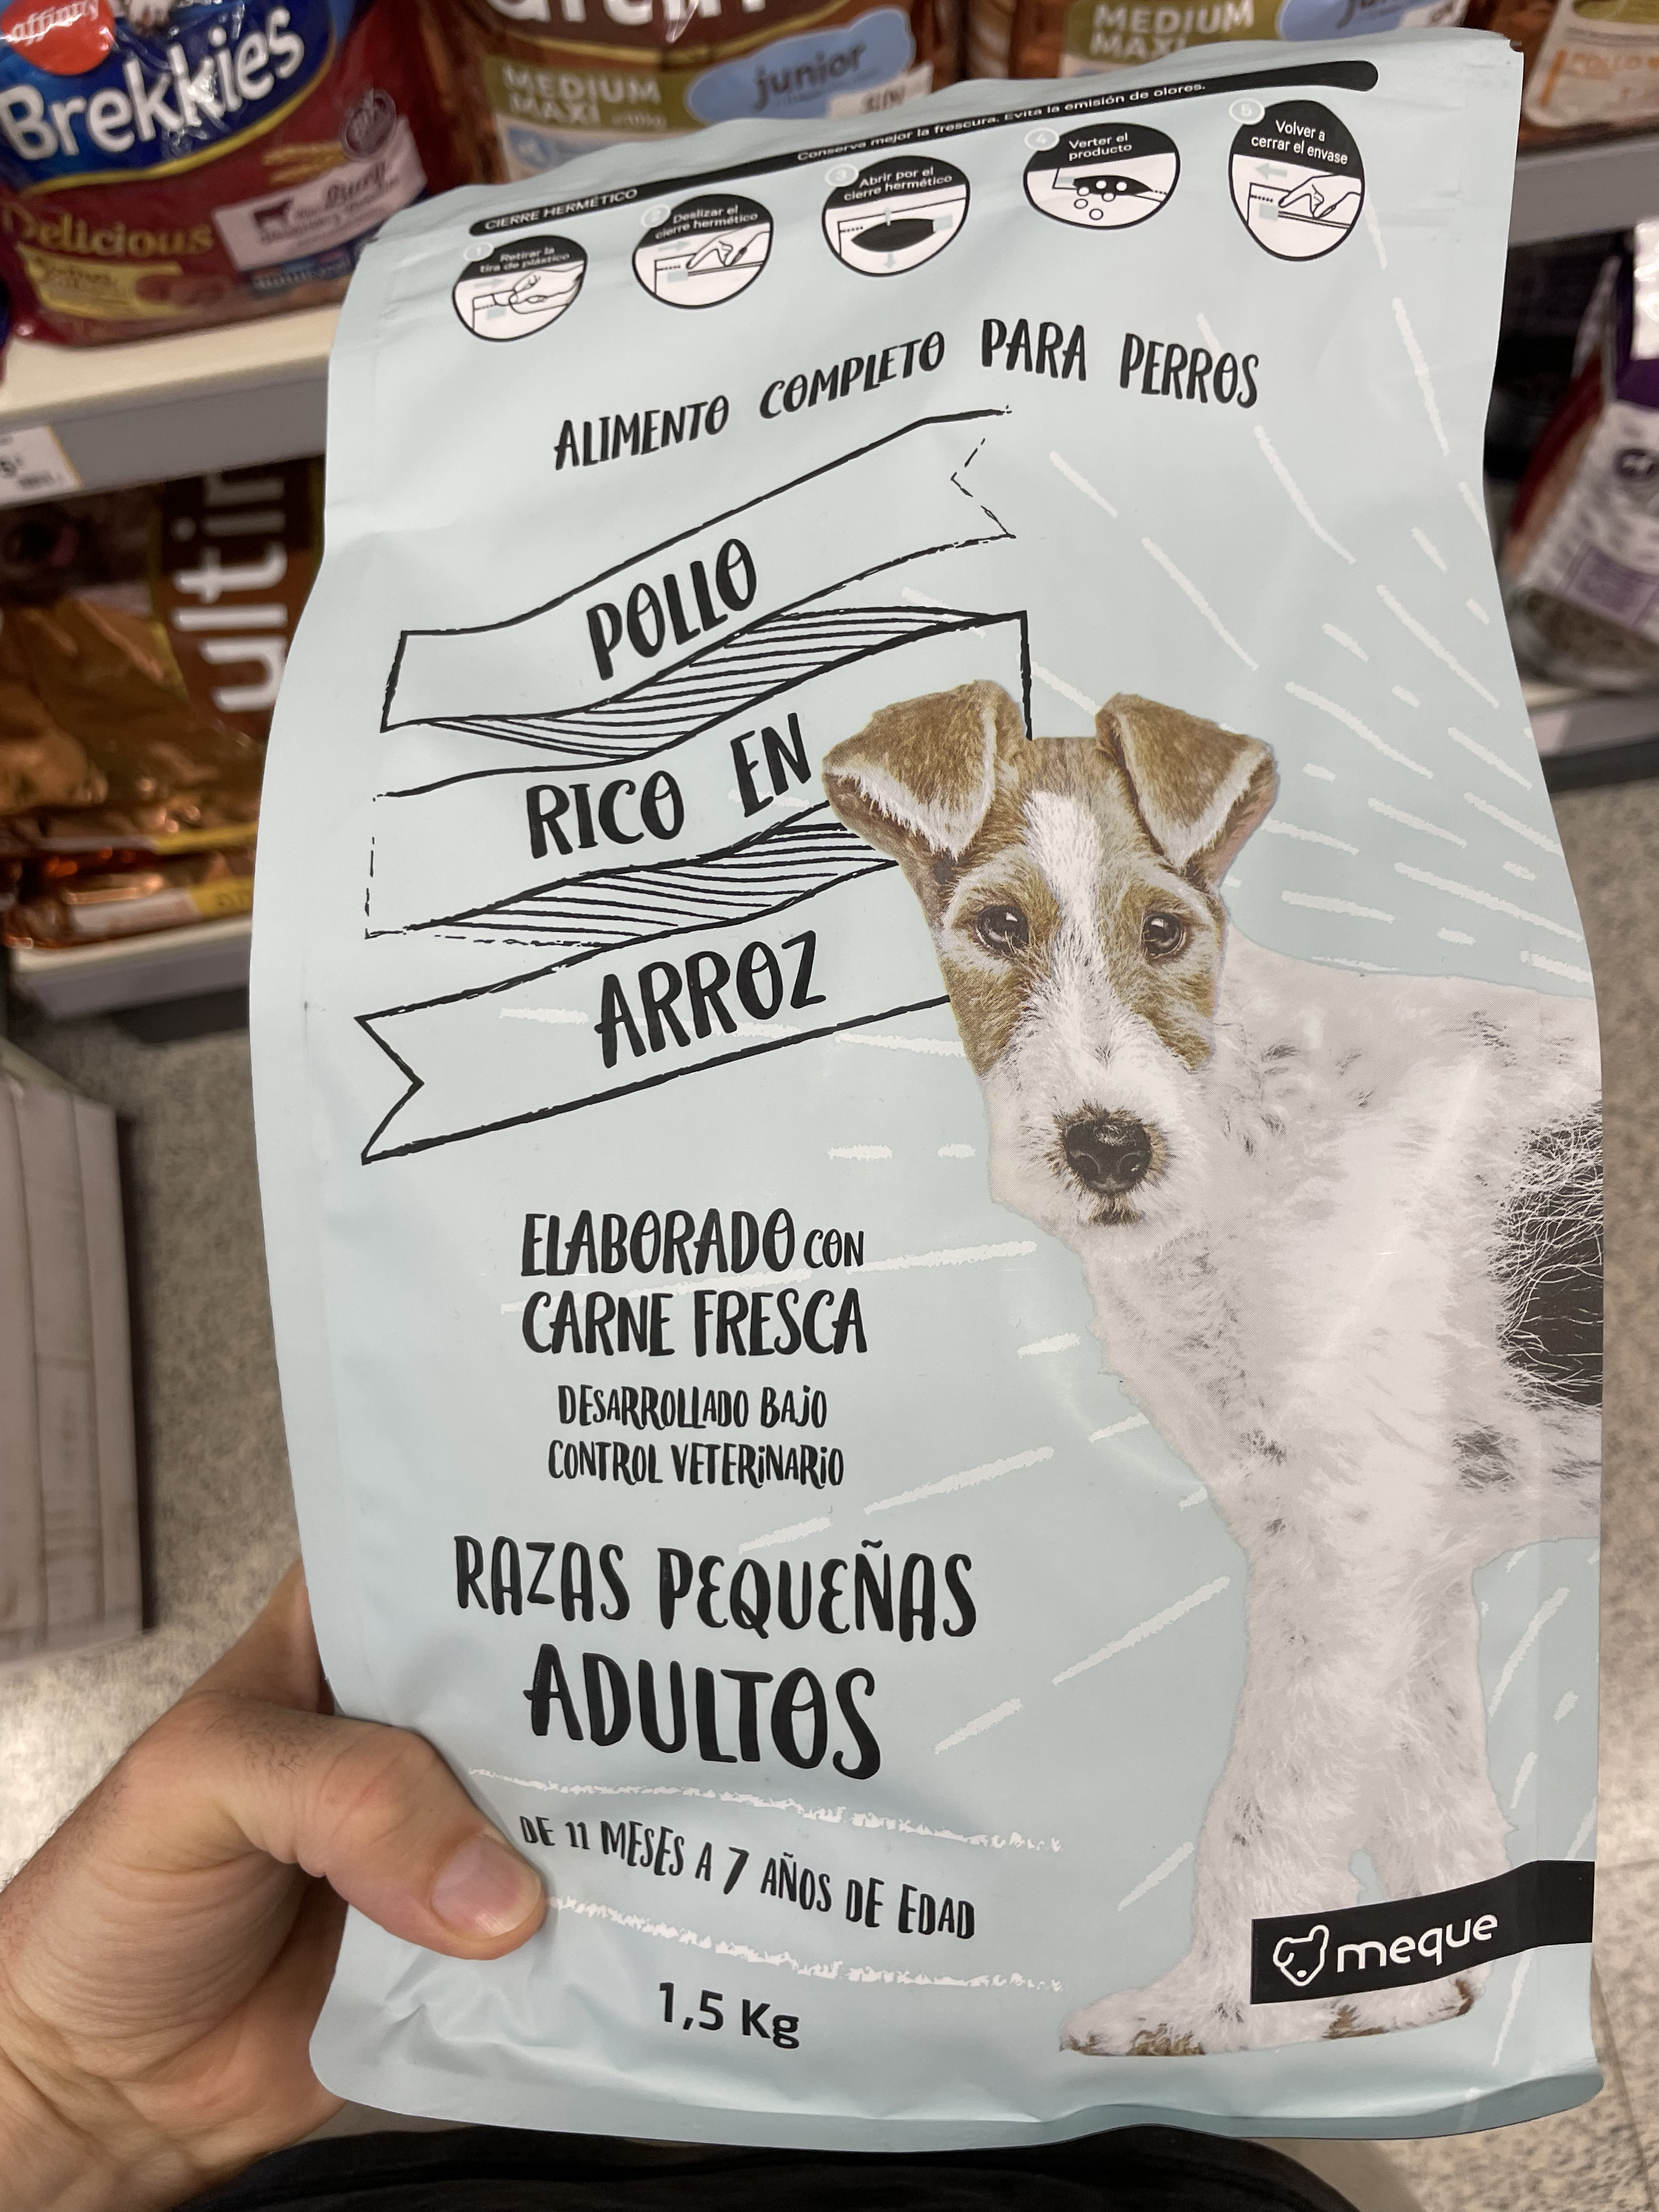 affinity
Brekkies
Delicious
MEDIUM
MAXI
junior
MEDIUM
MAXI
ultin
CIERRE HERMÉTICO
Conserva mejor la frescura. Evita la emisión de olores.
1
Retirar la
tira de plástico
2
Deslizar el
cierre hermético
3
Abrir por el
cierre hermético
4
Verter el
producto
5
Volver a
cerrar el envase
ALIMENTO COMPLETO PARA PERROS
POLLO
RICO EN
ARROZ
ELABORADO CON
CARNE FRESCA
DESARROLLADO BAJO
CONTROL VETERINARIO
RAZAS PEQUEÑAS
ADULTOS
DE 11 MESES A 7 AÑOS DE EDAD
1,5 Kg
meque